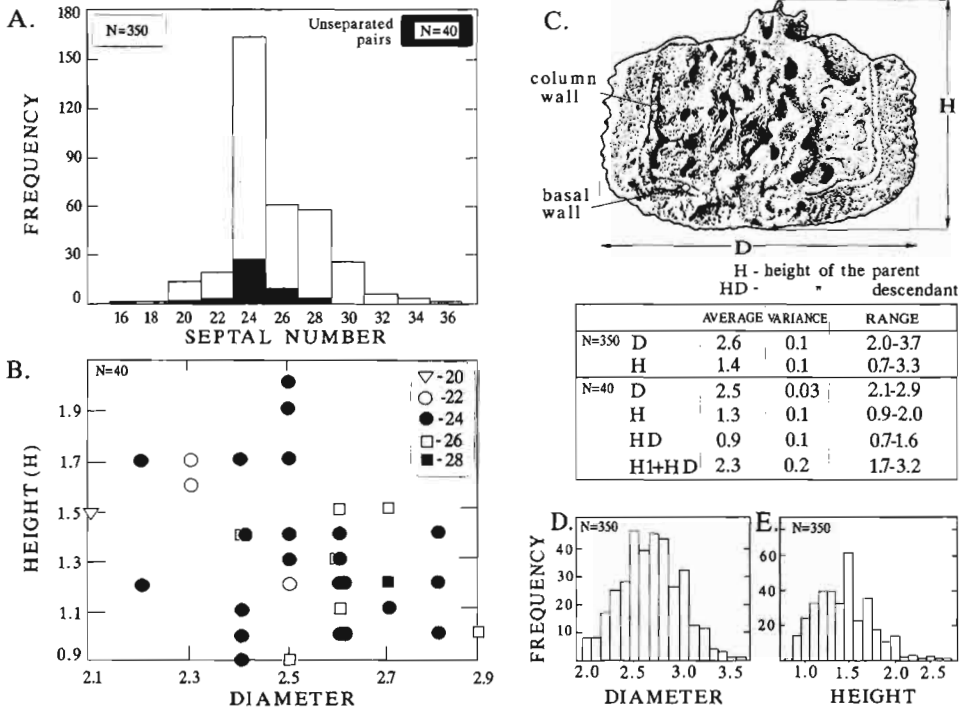 A.
180
150
120
90
60
30
0
FREQUENCY
N=350
Unseparated pairs
N=40
16 18 20 22 24 26 28 30 32 34 36
SEPTAL NUMBER
B.
N=40
▽ -20
○ -22
● -24
□ -26
■ -28
1.9
1.7
1.5
1.3
1.1
0.9
HEIGHT (H)
2.1 2.3 2.5 2.7 2.9
DIAMETER
C.
column
wall
basal
wall
H
D
H - height of the parent
HD - " descendant
AVERAGE VARIANCE RANGE
N=350 D 2.6 0.1 2.0-3.7
H 1.4 0.1 0.7-3.3
N=40 D 2.5 0.03 2.1-2.9
H 1.3 0.1 0.9-2.0
HD 0.9 0.1 0.7-1.6
H1+HD 2.3 0.2 1.7-3.2
D.
N=350
40
30
20
10
FREQUENCY
2.0 2.5 3.0 3.5
DIAMETER
E.
N=350
60
40
20
1.0 1.5 2.0 2.5
HEIGHT